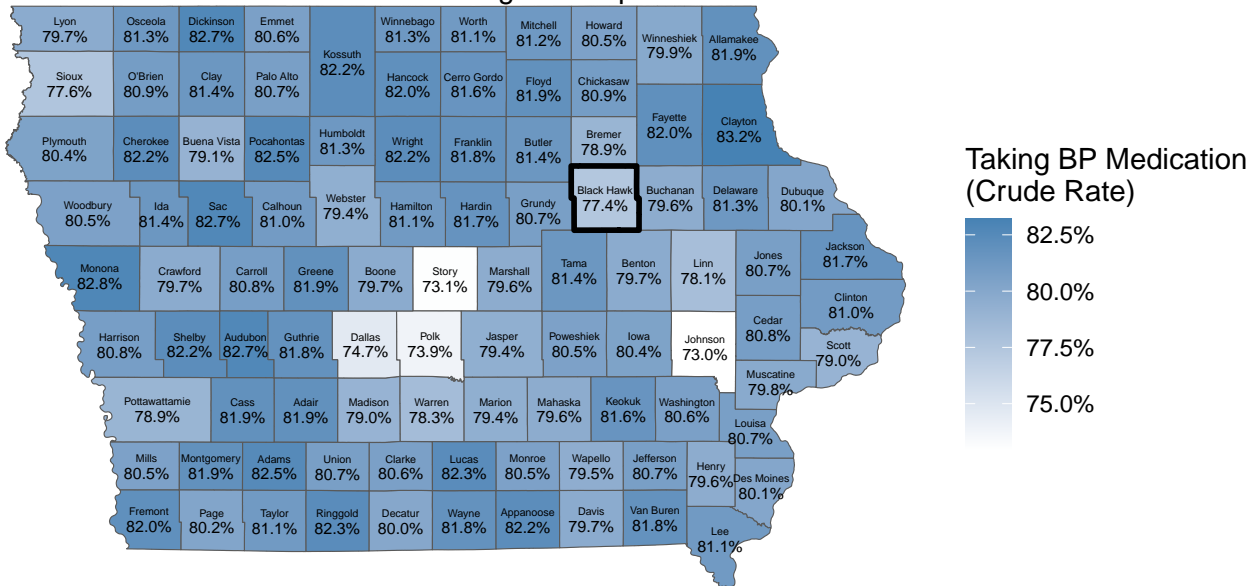 Lyon Osceola Dickinson Emmet Winnebago Worth Mitchell Howard Winneshiek Allamakee
79.7% 81.3% 82.7% 80.6% 81.3% 81.1% 81.2% 80.5% 79.9% 81.9%
Kossuth
82.2%
Sioux O'Brien Clay Palo Alto Hancock Cerro Gordo Floyd Chickasaw
77.6% 80.9% 81.4% 80.7% 82.0% 81.6% 81.9% 80.9%
Fayette Clayton
82.0% 83.2%
Plymouth Cherokee Buena Vista Pocahontas Humboldt Wright Franklin Butler Bremer
80.4% 82.2% 79.1% 82.5% 81.3% 82.2% 81.8% 81.4% 78.9%
Taking BP Medication
(Crude Rate)
Woodbury Ida Sac Calhoun Webster Hamilton Hardin Grundy Black Hawk Buchanan Delaware Dubuque
80.5% 81.4% 82.7% 81.0% 79.4% 81.1% 81.7% 80.7% 77.4% 79.6% 81.3% 80.1%
82.5%
80.0%
77.5%
75.0%
Monona Crawford Carroll Greene Boone Story Marshall Tama Benton Linn Jones Jackson
82.8% 79.7% 80.8% 81.9% 79.7% 73.1% 79.6% 81.4% 79.7% 78.1% 80.7% 81.7%
Clinton
81.0%
Harrison Shelby Audubon Guthrie Dallas Polk Jasper Poweshiek Iowa Johnson Cedar Scott
80.8% 82.2% 82.7% 81.8% 74.7% 73.9% 79.4% 80.5% 80.4% 73.0% 80.8% 79.0%
Muscatine
79.8%
Pottawattamie Cass Adair Madison Warren Marion Mahaska Keokuk Washington Louisa
78.9% 81.9% 81.9% 79.0% 78.3% 79.4% 79.6% 81.6% 80.6% 80.7%
Mills Montgomery Adams Union Clarke Lucas Monroe Wapello Jefferson Henry Des Moines
80.5% 81.9% 82.5% 80.7% 80.6% 82.3% 80.5% 79.5% 80.7% 79.6% 80.1%
Fremont Page Taylor Ringgold Decatur Wayne Appanoose Davis Van Buren Lee
82.0% 80.2% 81.1% 82.3% 80.0% 81.8% 82.2% 79.7% 81.8% 81.1%